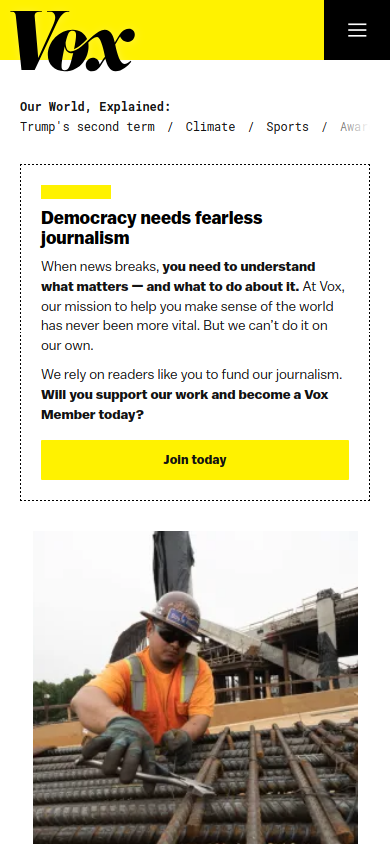 Vox
Our World, Explained:
Trump's second term / Climate / Sports /
Democracy needs fearless
journalism
When news breaks, you need to understand
what matters — and what to do about it. At Vox,
our mission to help you make sense of the world
has never been more vital. But we can't do it on
our own.
We rely on readers like you to fund our journalism.
Will you support our work and become a Vox
Member today?
Join today